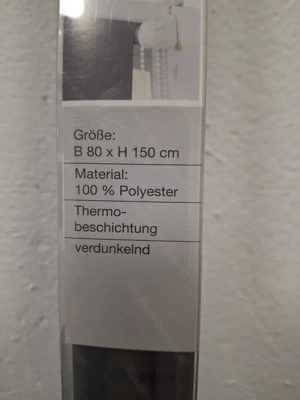 Größe:
B 80 x H 150 cm
Material:
100 % Polyester
Thermo-
beschichtung
verdunkelnd